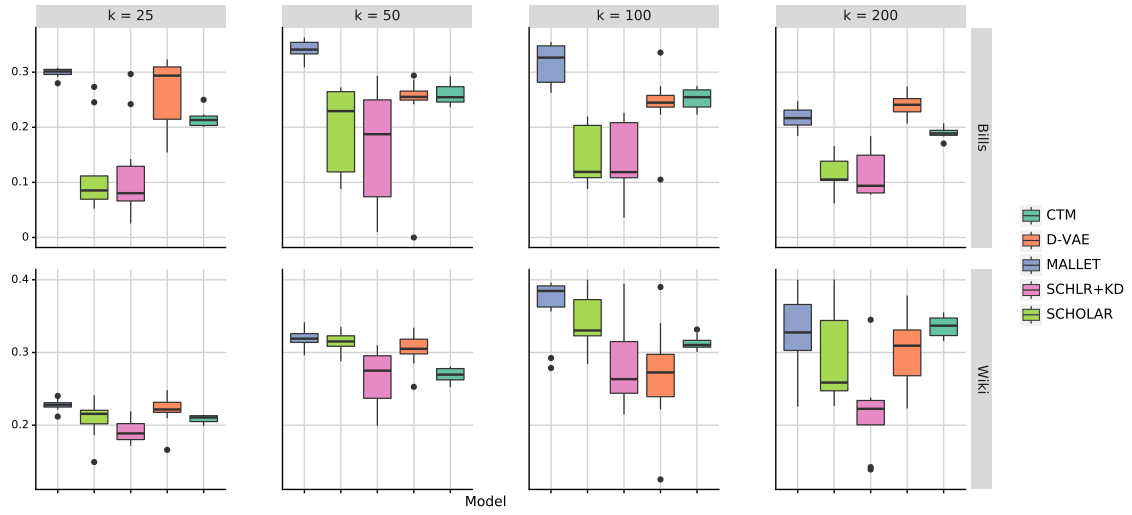 k = 25
k = 50
k = 100
k = 200
0.3
0.2
0.1
0
Bills
0.4
0.3
0.2
Wiki
Model
CTM
D-VAE
MALLET
SCHLR+KD
SCHOLAR